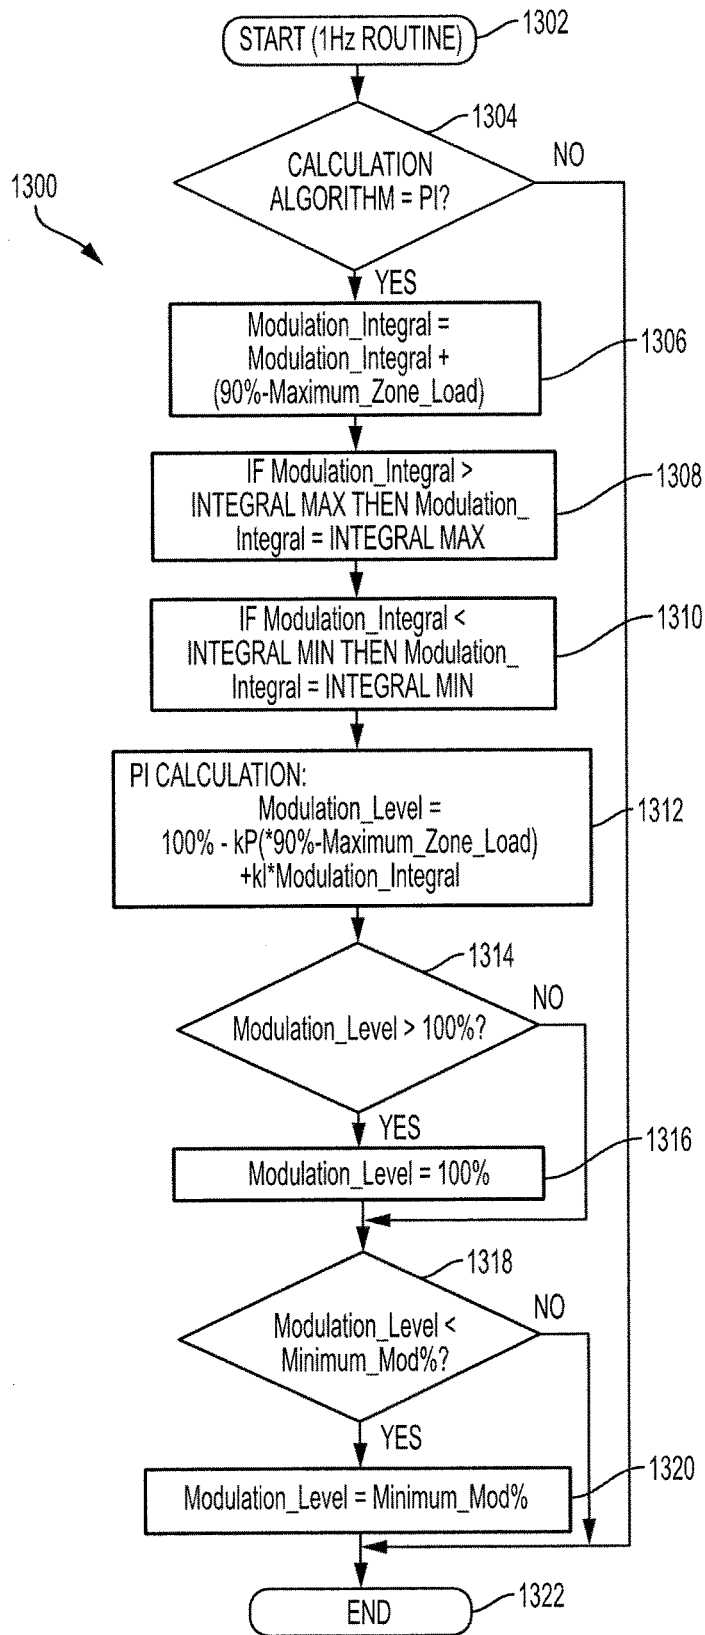 START (1Hz ROUTINE)
1302
1304
CALCULATION
ALGORITHM = PI?
NO
1300
YES
Modulation_Integral =
Modulation_Integral +
(90%-Maximum_Zone_Load)
1306
IF Modulation_Integral >
INTEGRAL MAX THEN Modulation_
Integral = INTEGRAL MAX
1308
IF Modulation_Integral <
INTEGRAL MIN THEN Modulation_
Integral = INTEGRAL MIN
1310
PI CALCULATION:
Modulation_Level =
100% - kP(*90%-Maximum_Zone_Load)
+kI*Modulation_Integral
1312
1314
Modulation_Level > 100%?
NO
YES
Modulation_Level = 100%
1316
1318
Modulation_Level <
Minimum_Mod%?
NO
YES
Modulation_Level = Minimum_Mod%
1320
END
1322